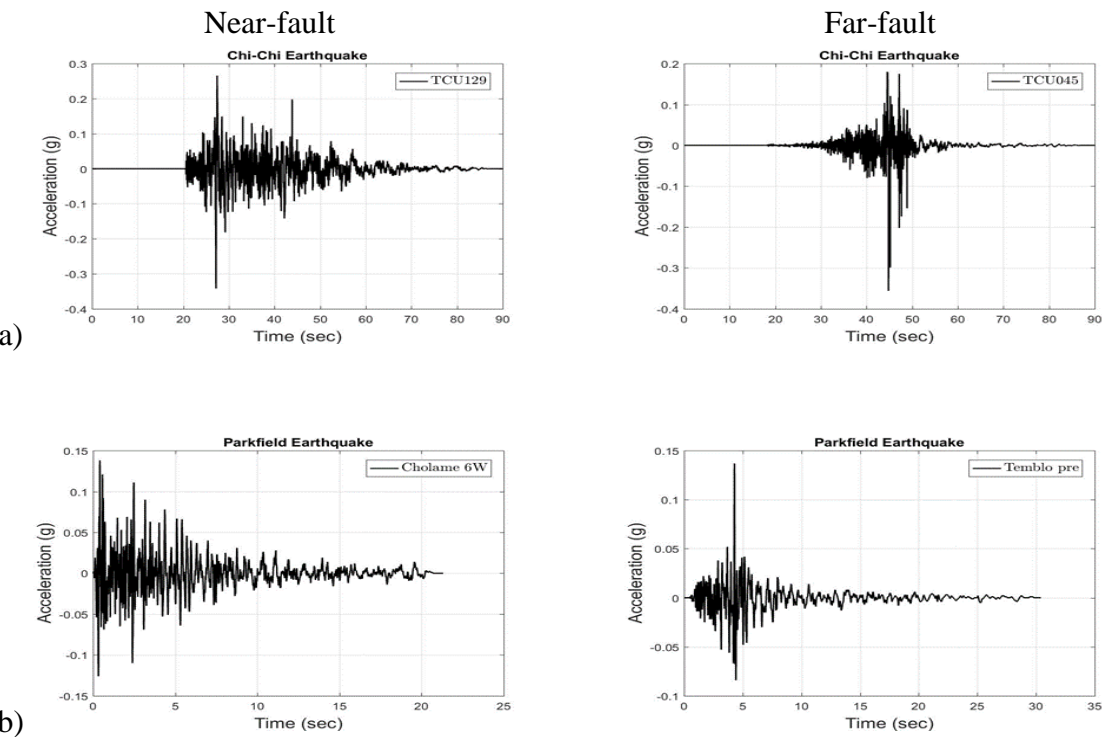 Near-fault
Far-fault
Chi-Chi Earthquake
TCU129
Acceleration (g)
0.3
0.2
0.1
0
-0.1
-0.2
-0.3
-0.4
0 10 20 30 40 50 60 70 80 90
Time (sec)
Chi-Chi Earthquake
TCU045
Acceleration (g)
0.2
0.1
0
-0.1
-0.2
-0.3
-0.4
0 10 20 30 40 50 60 70 80 90
Time (sec)
a)
Parkfield Earthquake
Cholame 6W
Acceleration (g)
0.15
0.1
0.05
0
-0.05
-0.1
-0.15
0 5 10 15 20 25
Time (sec)
Parkfield Earthquake
Temblo pre
Acceleration (g)
0.15
0.1
0.05
0
-0.05
-0.1
0 5 10 15 20 25 30 35
Time (sec)
b)